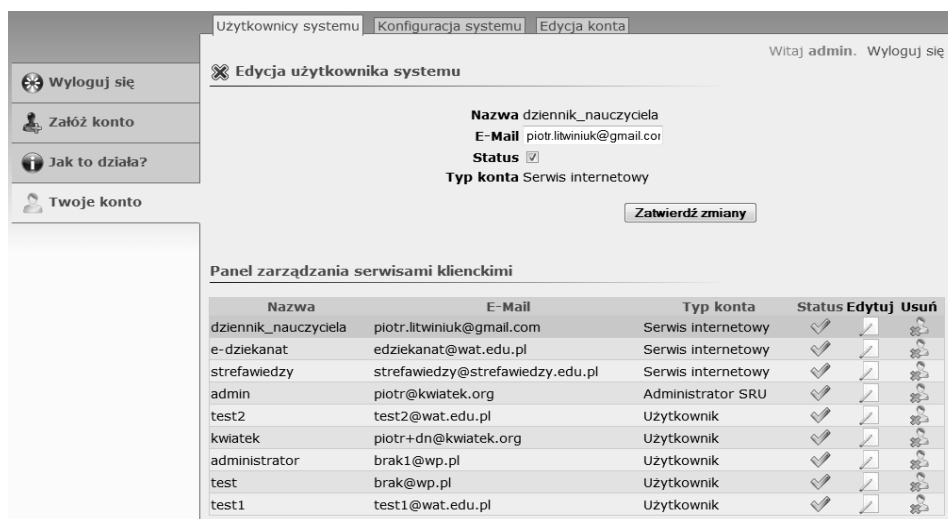 Użytkownicy systemu Konfiguracja systemu Edycja konta
Witaj admin. Wyloguj się
Wyloguj się
Załóż konto
Jak to działa?
Twoje konto
Edycja użytkownika systemu
Nazwa dziennik_nauczyciela
E-Mail piotr.litwiniuk@gmail.cor
Status
Typ konta Serwis internetowy
Zatwierdź zmiany
Panel zarządzania serwisami klienckimi
Nazwa E-Mail Typ konta Status Edytuj Usuń
dziennik_nauczyciela piotr.litwiniuk@gmail.com Serwis internetowy
e-dziekanat edziekanat@wat.edu.pl Serwis internetowy
strefawiedzy strefawiedzy@strefawiedzy.edu.pl Serwis internetowy
admin piotr@kwiatek.org Administrator SRU
test2 test2@wat.edu.pl Użytkownik
kwiatek piotr+dn@kwiatek.org Użytkownik
administrator brak1@wp.pl Użytkownik
test brak@wp.pl Użytkownik
test1 test1@wat.edu.pl Użytkownik